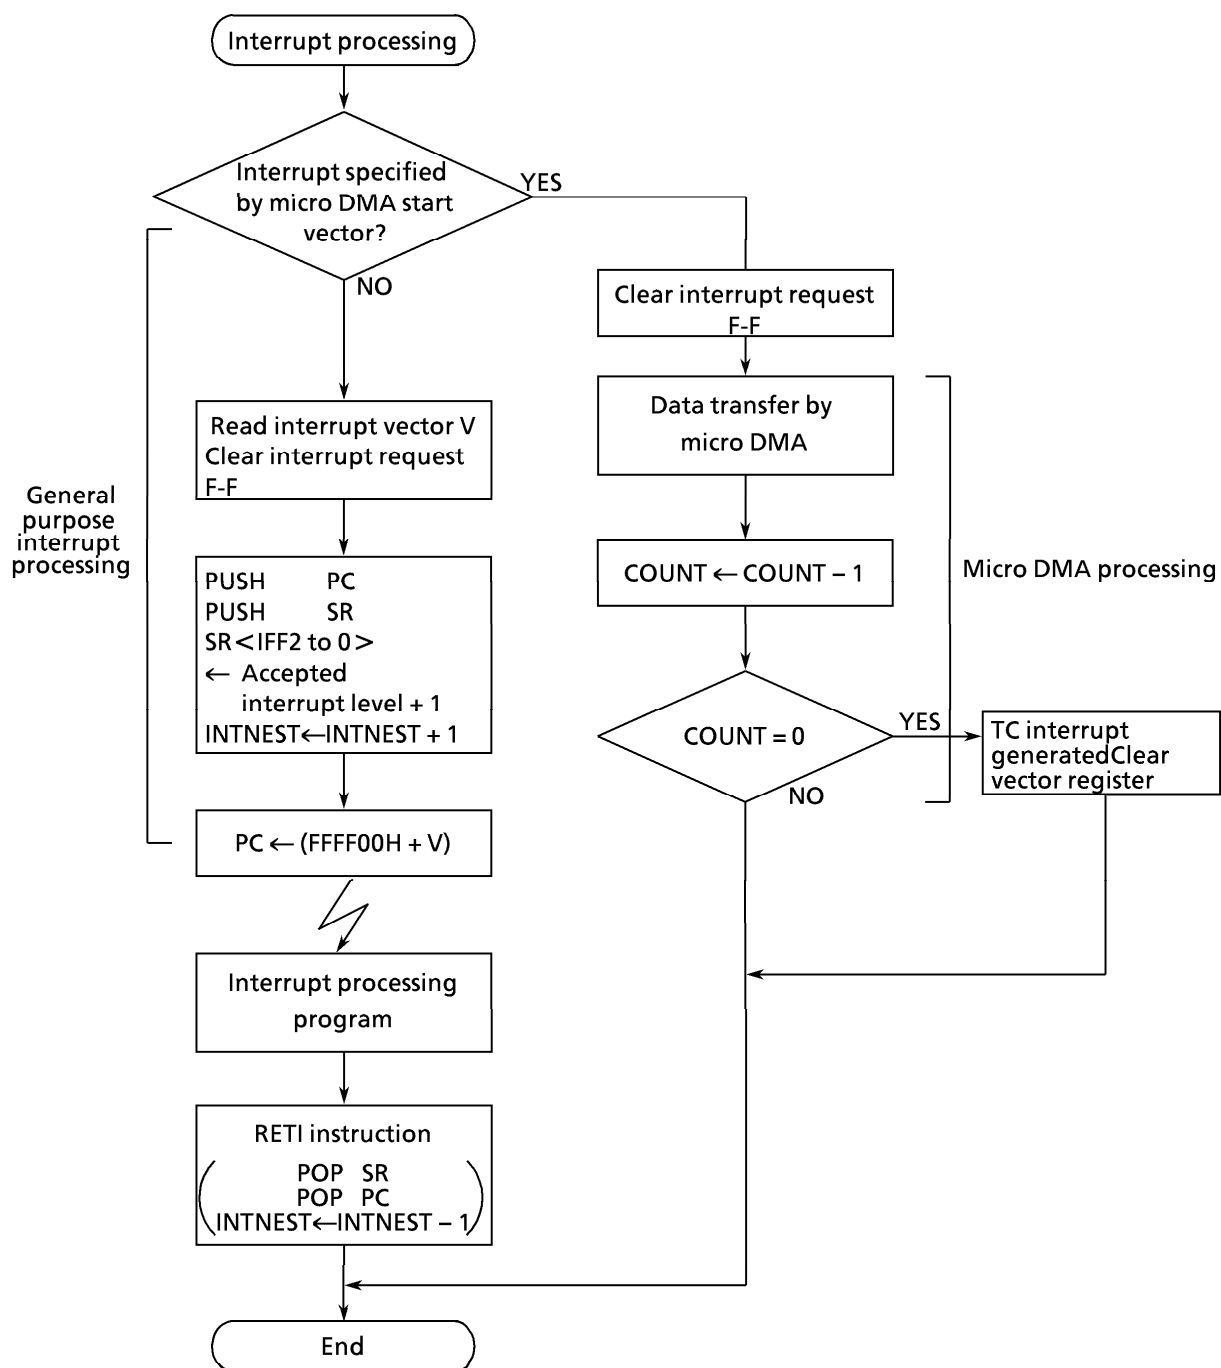 Interrupt processing
Interrupt specified
by micro DMA start
vector?
YES
NO
Clear interrupt request
F-F
Data transfer by
micro DMA
COUNT ← COUNT – 1
COUNT = 0
YES
NO
TC interrupt
generatedClear
vector register
Micro DMA processing
General
purpose
interrupt
processing
Read interrupt vector V
Clear interrupt request
F-F
PUSH PC
PUSH SR
SR<IFF2 to 0>
← Accepted
interrupt level + 1
INTNEST←INTNEST + 1
PC ← (FFFF00H + V)
Interrupt processing
program
RETI instruction
POP SR
POP PC
INTNEST←INTNEST – 1
End